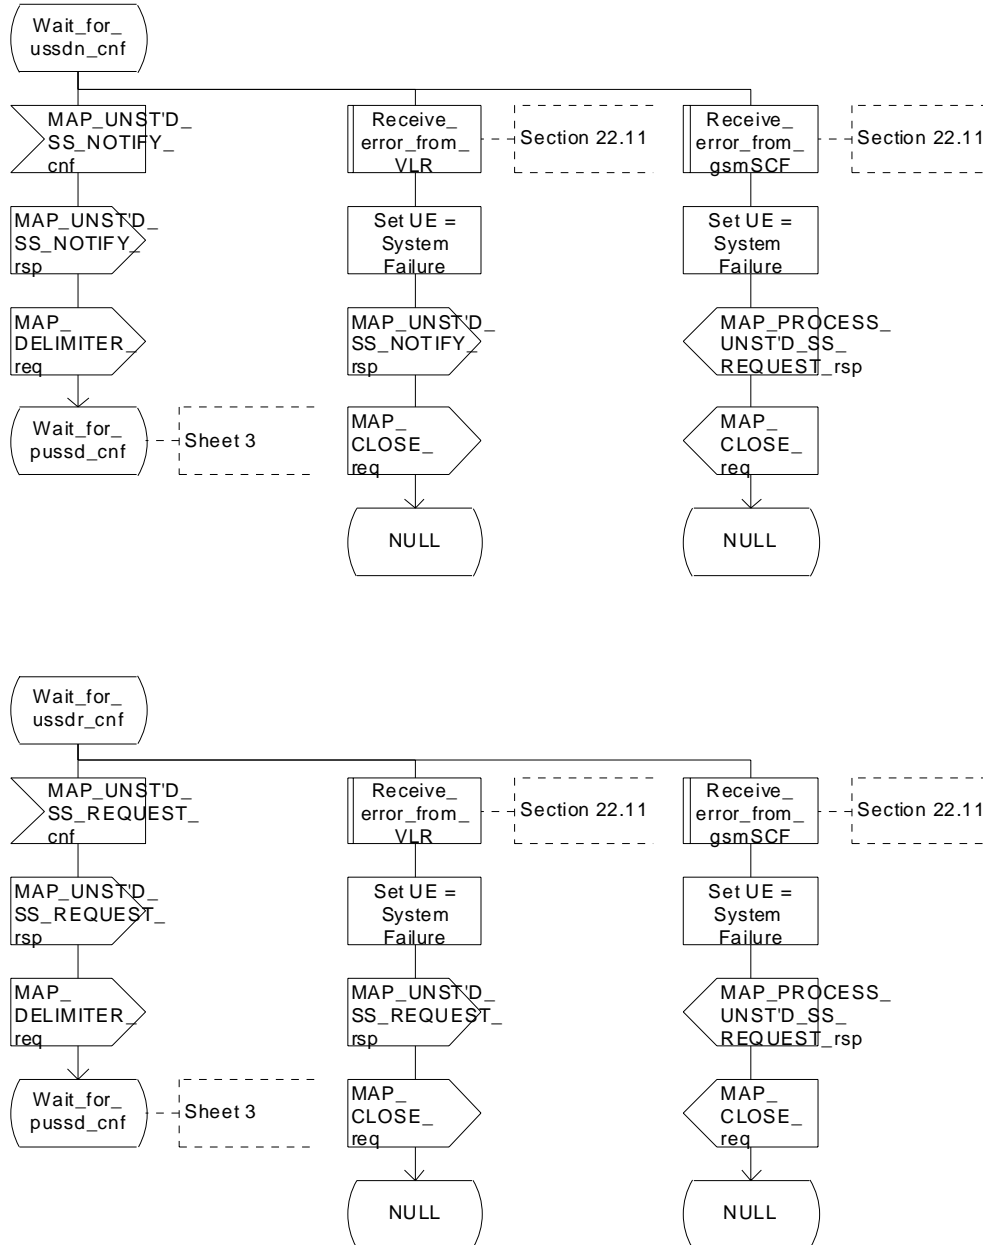 Wait_for_
ussdn_cnf
MAP_UNST'D_
SS_NOTIFY_
cnf
Receive_
error_from_
VLR
Section 22.11
Receive_
error_from_
gsmSCF
Section 22.11
MAP_UNST'D_
SS_NOTIFY_
rsp
Set UE =
System
Failure
Set UE =
System
Failure
MAP_
DELIMITER_
req
MAP_UNST'D_
SS_NOTIFY_
rsp
MAP_PROCESS_
UNST'D_SS_
REQUEST_rsp
Wait_for_
pussd_cnf
Sheet 3
MAP_
CLOSE_
req
MAP_
CLOSE_
req
NULL
NULL
Wait_for_
ussdr_cnf
MAP_UNST'D_
SS_REQUEST_
cnf
Receive_
error_from_
VLR
Section 22.11
Receive_
error_from_
gsmSCF
Section 22.11
MAP_UNST'D_
SS_REQUEST_
rsp
Set UE =
System
Failure
Set UE =
System
Failure
MAP_
DELIMITER_
req
MAP_UNST'D_
SS_REQUEST_
rsp
MAP_PROCESS_
UNST'D_SS_
REQUEST_rsp
Wait_for_
pussd_cnf
Sheet 3
MAP_
CLOSE_
req
MAP_
CLOSE_
req
NULL
NULL